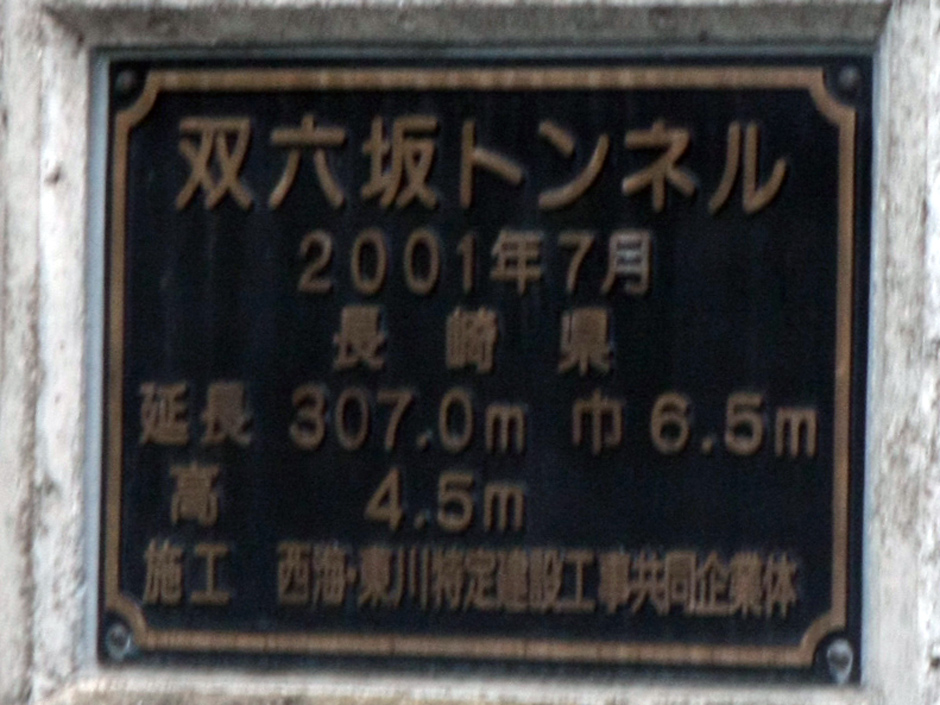 双六坂トンネル
2001年7月
長崎県
延長 307.0m 巾 6.5m
高 4.5m
施工 西海・東川特定建設工事共同企業体